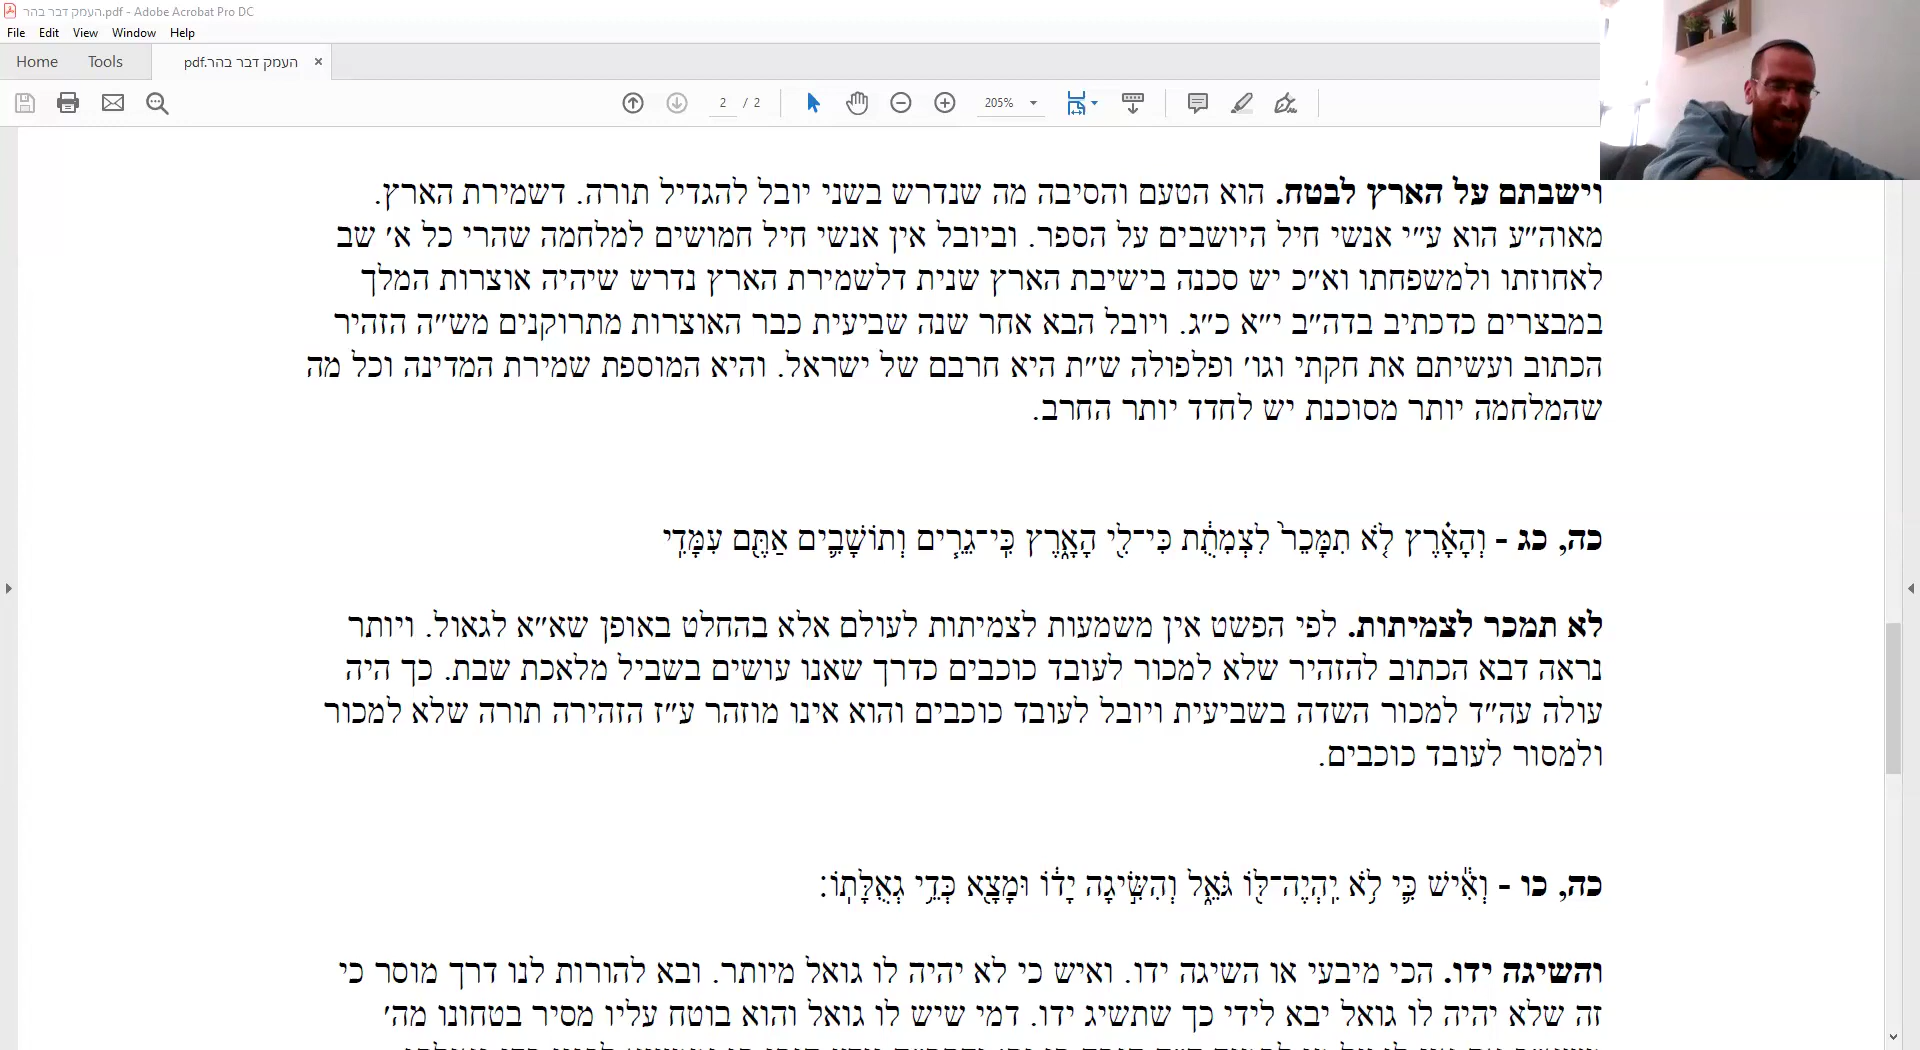 העמק דבר בהר.pdf - Adobe Acrobat Pro DC
File Edit View Window Help
Home Tools העמק דבר בהר.pdf ×
2 / 2 205%
וישבתם על הארץ לבטח. הוא הטעם והסיבה מה שנדרש בשני יובל להגדיל תורה. דשמירת הארץ.
מאוה״ע הוא ע״י אנשי חיל היושבים על הספר. וביובל אין אנשי חיל חמושים למלחמה שהרי כל א׳ שב
לאחוזתו ולמשפחתו וא״כ יש סכנה בישיבת הארץ שנית דלשמירת הארץ נדרש שיהיה אוצרות המלך
במבצרים כדכתיב בדה״ב י״א כ״ג. ויובל הבא אחר שנה שביעית כבר האוצרות מתרוקנים מש״ה הזהיר
הכתוב ועשיתם את חקתי וגו׳ ופלפולה ש״ת היא חרבם של ישראל. והיא המוספת שמירת המדינה וכל מה
שהמלחמה יותר מסוכנת יש לחדד יותר החרב.
כה, כג - וְהָאָ֗רֶץ לֹ֤א תִמָּכֵר֙ לִצְמִתֻ֔ת כִּי־לִ֖י הָאָ֑רֶץ כִּֽי־גֵרִ֧ים וְתוֹשָׁבִ֛ים אַתֶּ֖ם עִמָּדִֽי
לא תמכר לצמיתות. לפי הפשט אין משמעות לצמיתות לעולם אלא בהחלט באופן שא״א לגאול. ויותר
נראה דבא הכתוב להזהיר שלא למכור לעובד כוכבים כדרך שאנו עושים בשביל מלאכת שבת. כך היה
עולה עה״ד למכור השדה בשביעית ויובל לעובד כוכבים והוא אינו מוזהר ע״ז הזהירה תורה שלא למכור
ולמסור לעובד כוכבים.
כה, כו - וְאִ֕ישׁ כִּ֛י לֹ֥א יִֽהְיֶה־לּ֖וֹ גֹּאֵ֑ל וְהִשִּׂ֣יגָה יָד֔וֹ וּמָצָ֖א כְּדֵ֥י גְאֻלָּתֽוֹ׃
והשיגה ידו. הכי מיבעי או השיגה ידו. ואיש כי לא יהיה לו גואל מיותר. ובא להורות לנו דרך מוסר כי
זה שלא יהיה לו גואל יבא לידי כך שתשיג ידו. דמי שיש לו גואל והוא בוטח עליו מסיר בטחונו מה׳